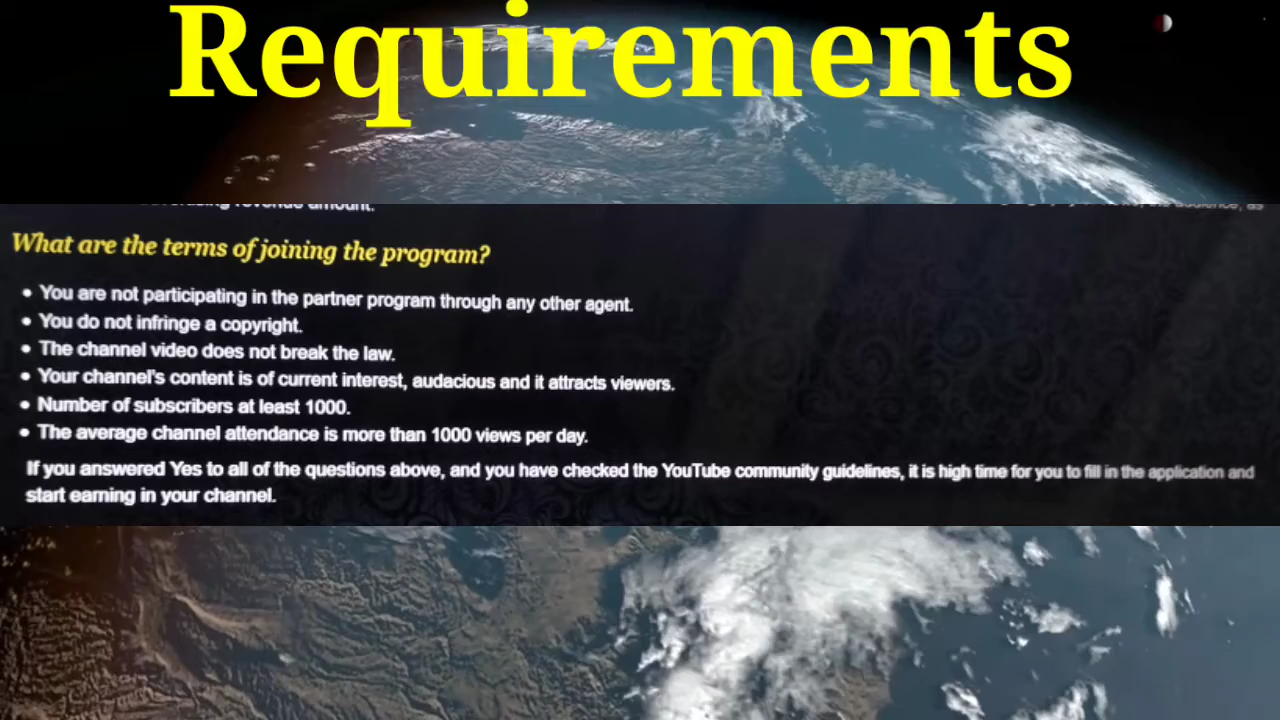 Requirements
revenue amount.
What are the terms of joining the program?
• You are not participating in the partner program through any other agent.
• You do not infringe a copyright.
• The channel video does not break the law.
• Your channel's content is of current interest, audacious and it attracts viewers.
• Number of subscribers at least 1000.
• The average channel attendance is more than 1000 views per day.
If you answered Yes to all of the questions above, and you have checked the YouTube community guidelines, it is high time for you to fill in the application and
start earning in your channel.